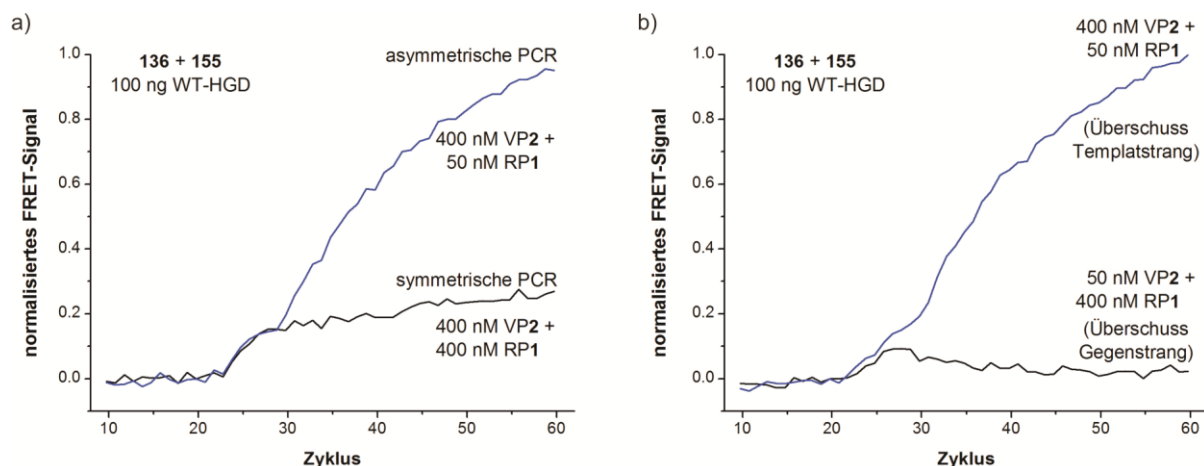 a)
136 + 155
100 ng WT-HGD
asymmetrische PCR
400 nM VP2 +
50 nM RP1
symmetrische PCR
400 nM VP2 +
400 nM RP1
normalisiertes FRET-Signal
1.0
0.8
0.6
0.4
0.2
0.0
10 20 30 40 50 60
Zyklus
b)
136 + 155
100 ng WT-HGD
400 nM VP2 +
50 nM RP1
(Überschuss
Templatstrang)
50 nM VP2 +
400 nM RP1
(Überschuss
Gegenstrang)
normalisiertes FRET-Signal
1.0
0.8
0.6
0.4
0.2
0.0
10 20 30 40 50 60
Zyklus